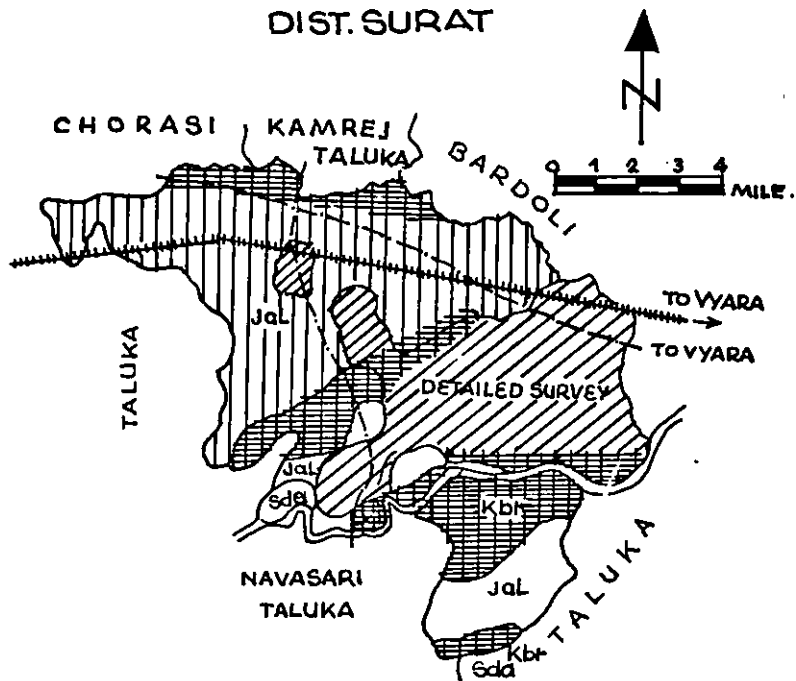 DIST. SURAT
N
CHORASI
KAMREJ
TALUKA
BARDOLI
0 1 2 3 4
MILE.
TO VYARA
TO VYARA
JaL
TALUKA
DETAILED SURVEY
JaL
Sda
Kbr
NAVASARI
TALUKA
JaL
TALUKA
Kbr
Sda